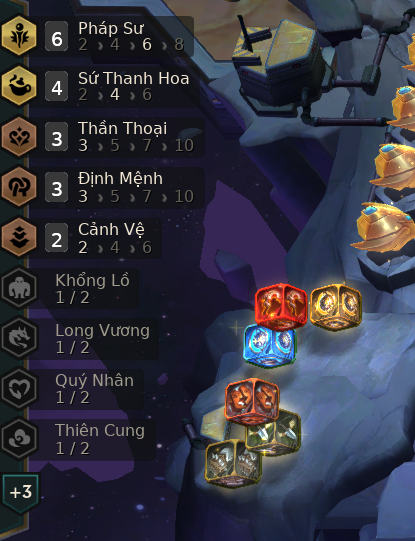 6 Pháp Sư
2 › 4 › 6 › 8
4 Sứ Thanh Hoa
2 › 4 › 6
3 Thần Thoại
3 › 5 › 7 › 10
3 Định Mệnh
3 › 5 › 7 › 10
2 Cảnh Vệ
2 › 4 › 6
Khổng Lồ
1 / 2
Long Vương
1 / 2
Quý Nhân
1 / 2
Thiên Cung
1 / 2
+3